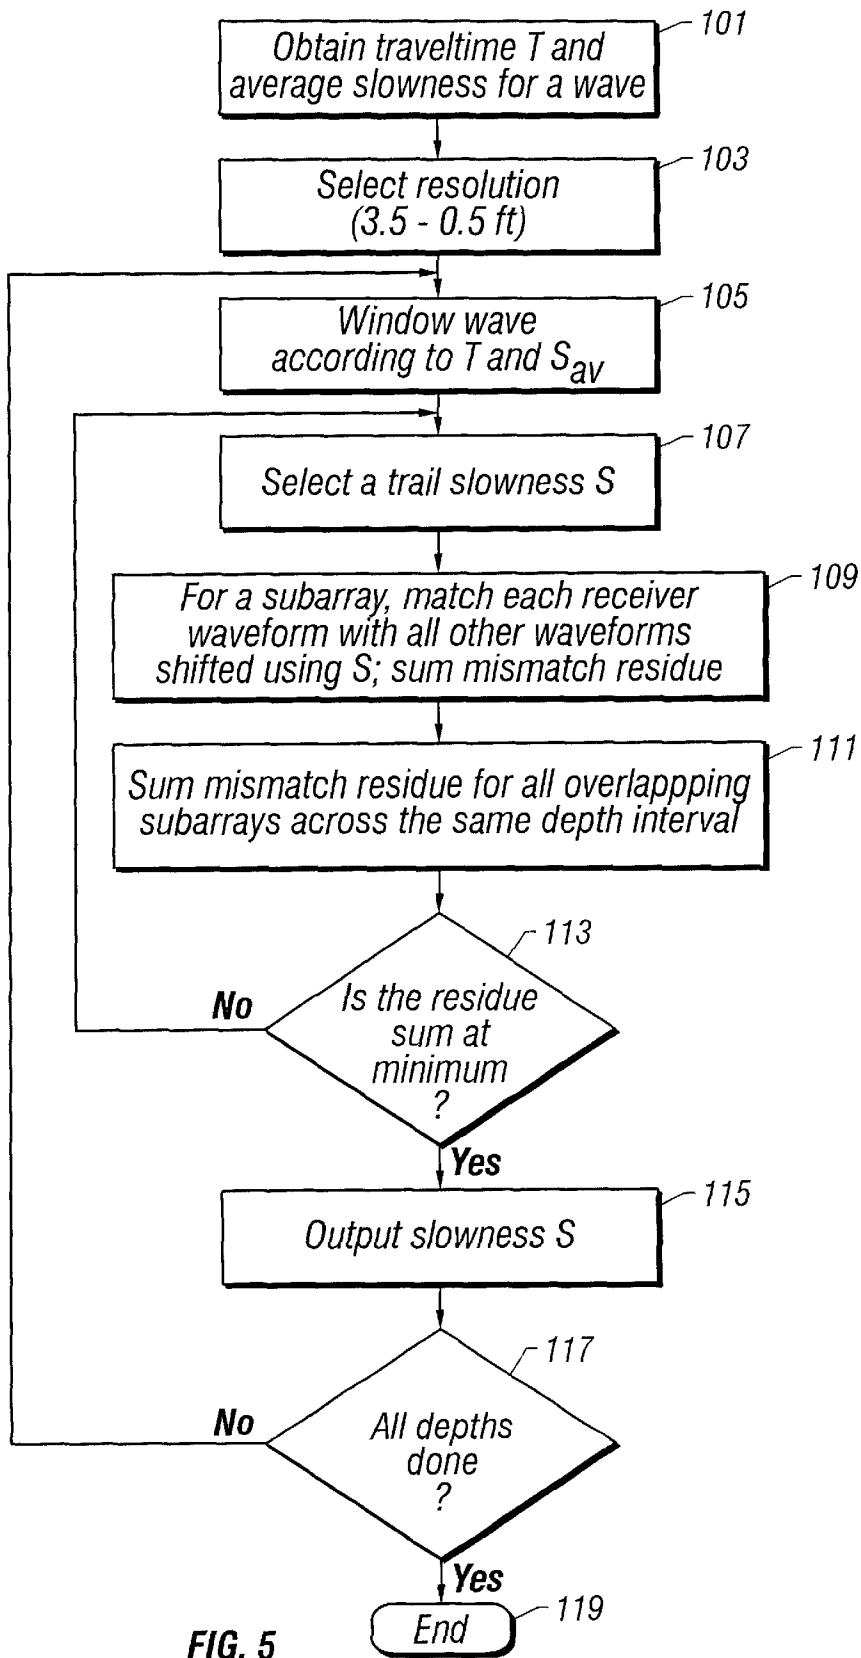 101
Obtain traveltime T and
average slowness for a wave
103
Select resolution
(3.5 - 0.5 ft)
105
Window wave
according to T and Sav
107
Select a trail slowness S
109
For a subarray, match each receiver
waveform with all other waveforms
shifted using S; sum mismatch residue
111
Sum mismatch residue for all overlappping
subarrays across the same depth interval
113
No
Is the residue
sum at
minimum
?
Yes
115
Output slowness S
117
No
All depths
done
?
Yes
119
End
FIG. 5